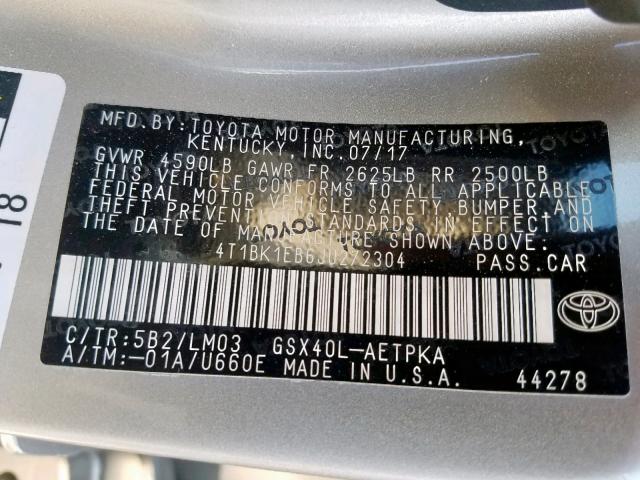 MFD.BY:TOYOTA MOTOR MANUFACTURING,
KENTUCKY, INC.07/17
GVWR 4590LB GAWR FR 2625LB RR 2500LB
THIS VEHICLE CONFORMS TO ALL APPLICABLE
FEDERAL MOTOR VEHICLE SAFETY, BUMPER AND
THEFT PREVENT STANDARDS IN EFFECT ON
THE DATE OF SHOWN ABOVE.
PASS.CAR
C/TR:5B2/LM03 GSX40L-AETPKA
A/TM:-01A/U660E MADE IN U.S.A.
44278
18